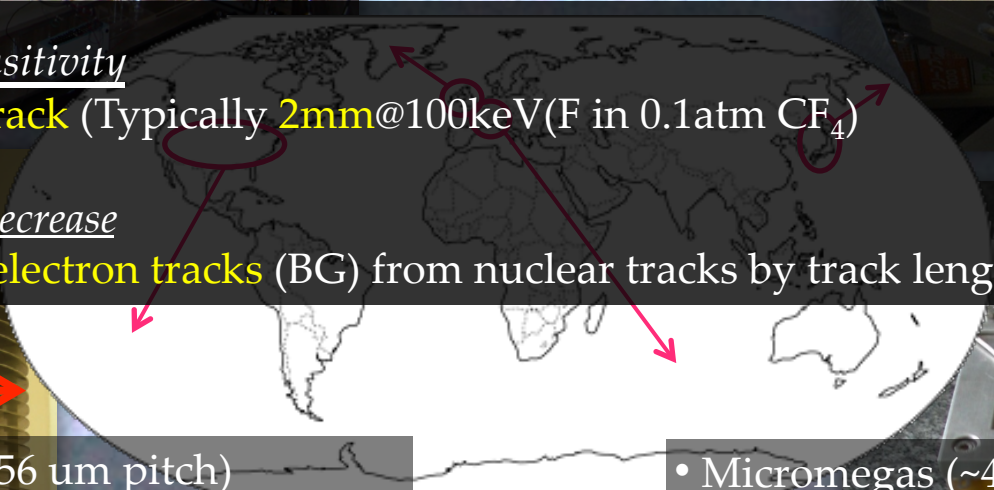 sitivity
rack (Typically 2mm@100keV(F in 0.1atm CF₄)
ecrease
electron tracks (BG) from nuclear tracks by track leng
56 um pitch)
• Micromegas (~4